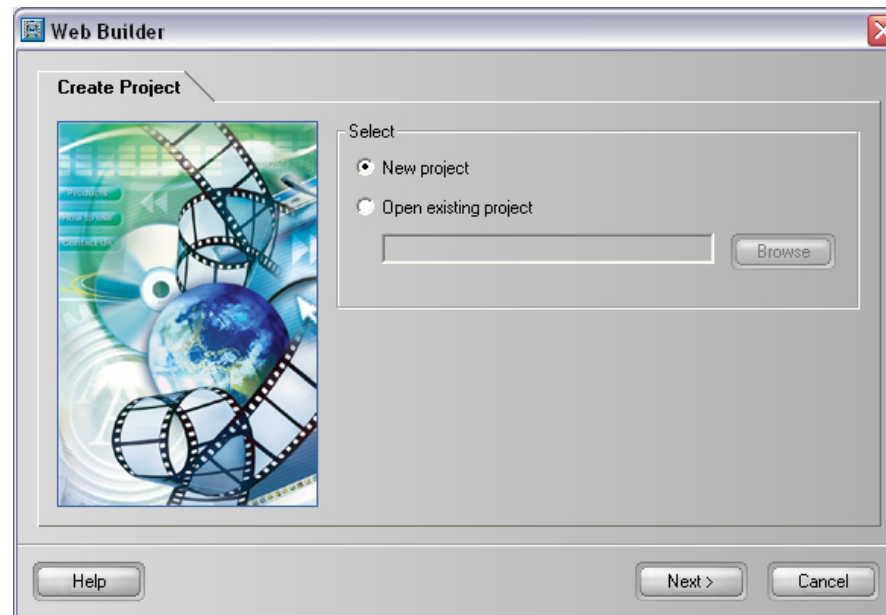 Web Builder
Create Project
Products
How to use
Contact Us
Select
New project
Open existing project
Browse
Help
Next >
Cancel